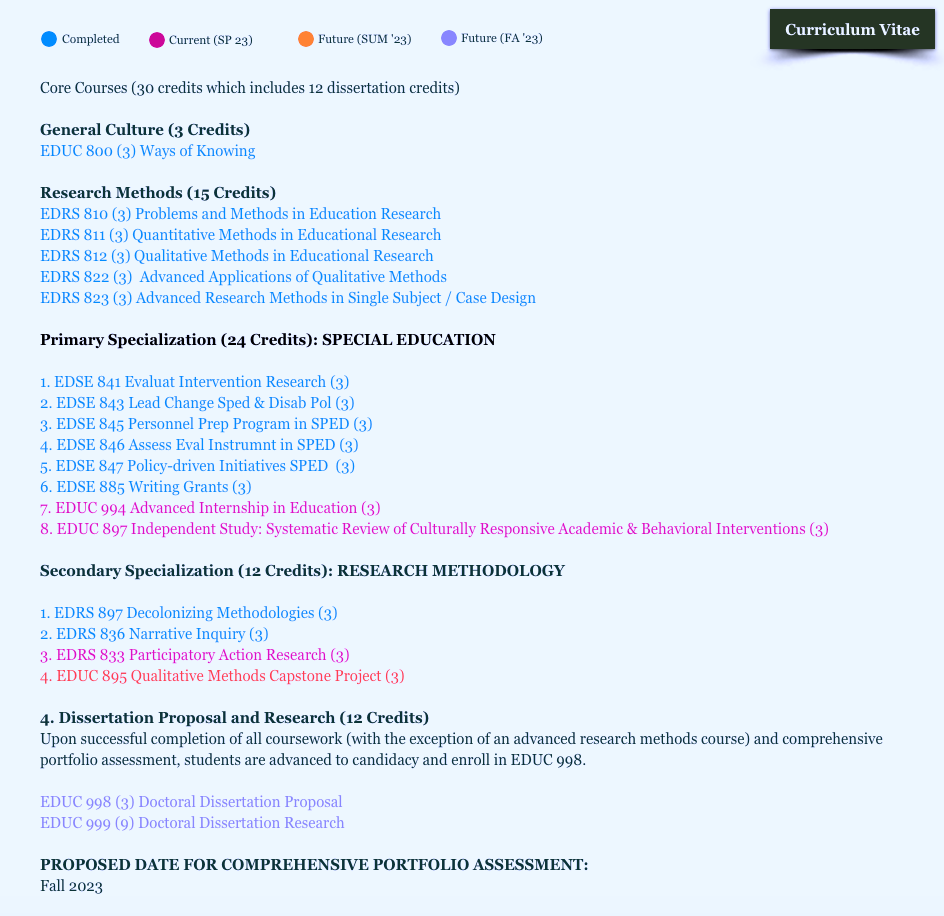 Completed
Current (SP 23)
Future (SUM '23)
Future (FA '23)
Curriculum Vitae
Core Courses (30 credits which includes 12 dissertation credits)
General Culture (3 Credits)
EDUC 800 (3) Ways of Knowing
Research Methods (15 Credits)
EDRS 810 (3) Problems and Methods in Education Research
EDRS 811 (3) Quantitative Methods in Educational Research
EDRS 812 (3) Qualitative Methods in Educational Research
EDRS 822 (3)  Advanced Applications of Qualitative Methods
EDRS 823 (3) Advanced Research Methods in Single Subject / Case Design
Primary Specialization (24 Credits): SPECIAL EDUCATION
1. EDSE 841 Evaluat Intervention Research (3)
2. EDSE 843 Lead Change Sped & Disab Pol (3)
3. EDSE 845 Personnel Prep Program in SPED (3)
4. EDSE 846 Assess Eval Instrumnt in SPED (3)
5. EDSE 847 Policy-driven Initiatives SPED  (3)
6. EDSE 885 Writing Grants (3)
7. EDUC 994 Advanced Internship in Education (3)
8. EDUC 897 Independent Study: Systematic Review of Culturally Responsive Academic & Behavioral Interventions (3)
Secondary Specialization (12 Credits): RESEARCH METHODOLOGY
1. EDRS 897 Decolonizing Methodologies (3)
2. EDRS 836 Narrative Inquiry (3)
3. EDRS 833 Participatory Action Research (3)
4. EDUC 895 Qualitative Methods Capstone Project (3)
4. Dissertation Proposal and Research (12 Credits)
Upon successful completion of all coursework (with the exception of an advanced research methods course) and comprehensive
portfolio assessment, students are advanced to candidacy and enroll in EDUC 998.
EDUC 998 (3) Doctoral Dissertation Proposal
EDUC 999 (9) Doctoral Dissertation Research
PROPOSED DATE FOR COMPREHENSIVE PORTFOLIO ASSESSMENT:
Fall 2023